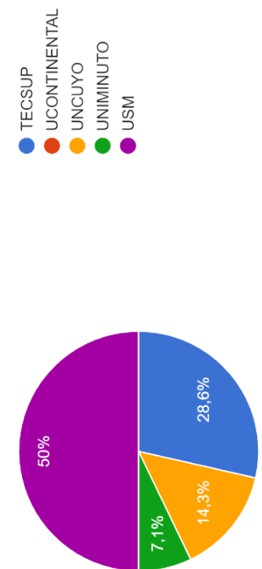 TECSUP
UCONTINENTAL
UNCUYO
UNIMINUTO
USM
50%
28,6%
14,3%
7,1%